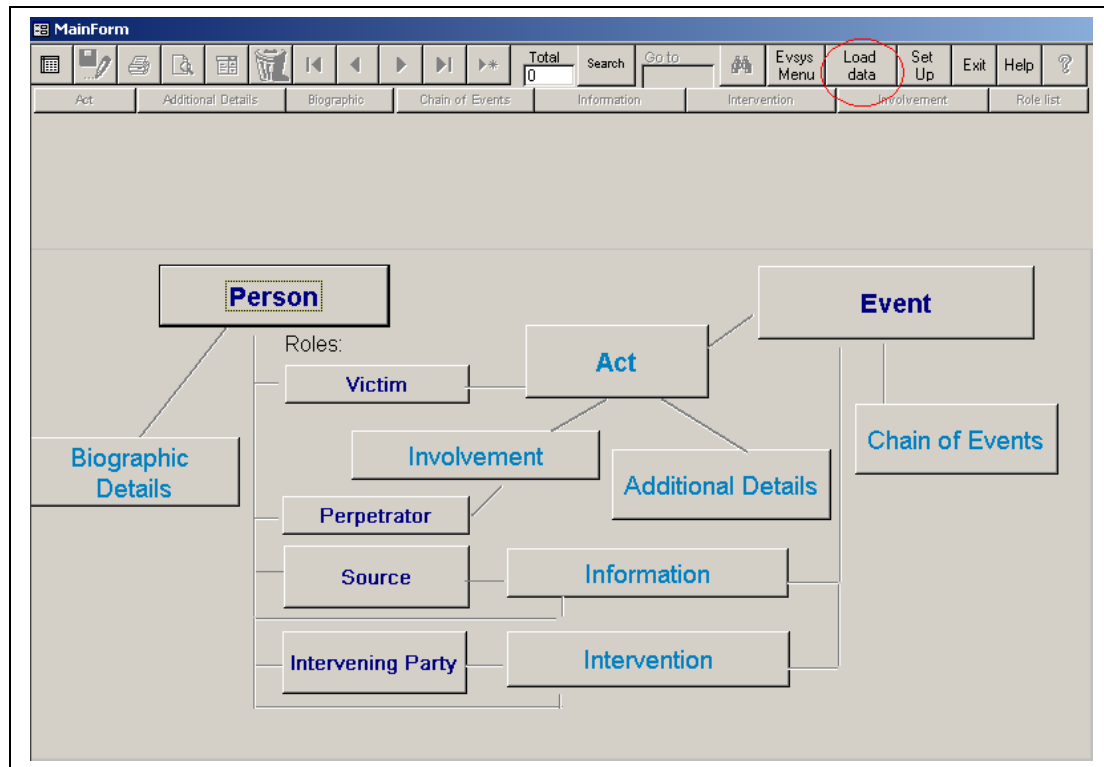 MainForm
Total
0
Search
Go to
Evsys
Menu
Load
data
Set
Up
Exit
Help
?
Act
Additional Details
Biographic
Chain of Events
Information
Intervention
Involvement
Role list
Person
Event
Roles:
Act
Victim
Chain of Events
Involvement
Biographic
Details
Additional Details
Perpetrator
Source
Information
Intervening Party
Intervention